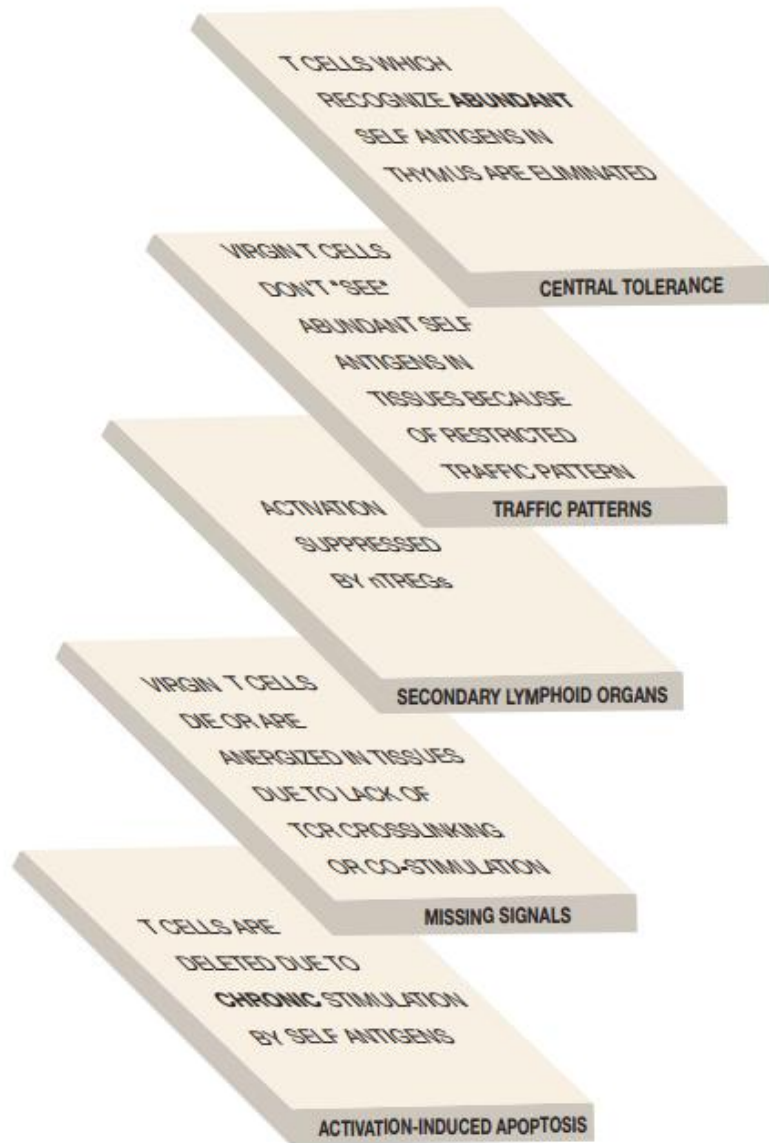 T CELLS WHICH
RECOGNIZE ABUNDANT
SELF ANTIGENS IN
THYMUS ARE ELIMINATED
CENTRAL TOLERANCE
VIRGIN T CELLS
DON'T "SEE"
ABUNDANT SELF
ANTIGENS IN
TISSUES BECAUSE
OF RESTRICTED
TRAFFIC PATTERN
TRAFFIC PATTERNS
ACTIVATION
SUPPRESSED
BY nTREGs
SECONDARY LYMPHOID ORGANS
VIRGIN T CELLS
DIE OR ARE
ANERGIZED IN TISSUES
DUE TO LACK OF
TCR CROSSLINKING
OR CO-STIMULATION
MISSING SIGNALS
T CELLS ARE
DELETED DUE TO
CHRONIC STIMULATION
BY SELF ANTIGENS
ACTIVATION-INDUCED APOPTOSIS